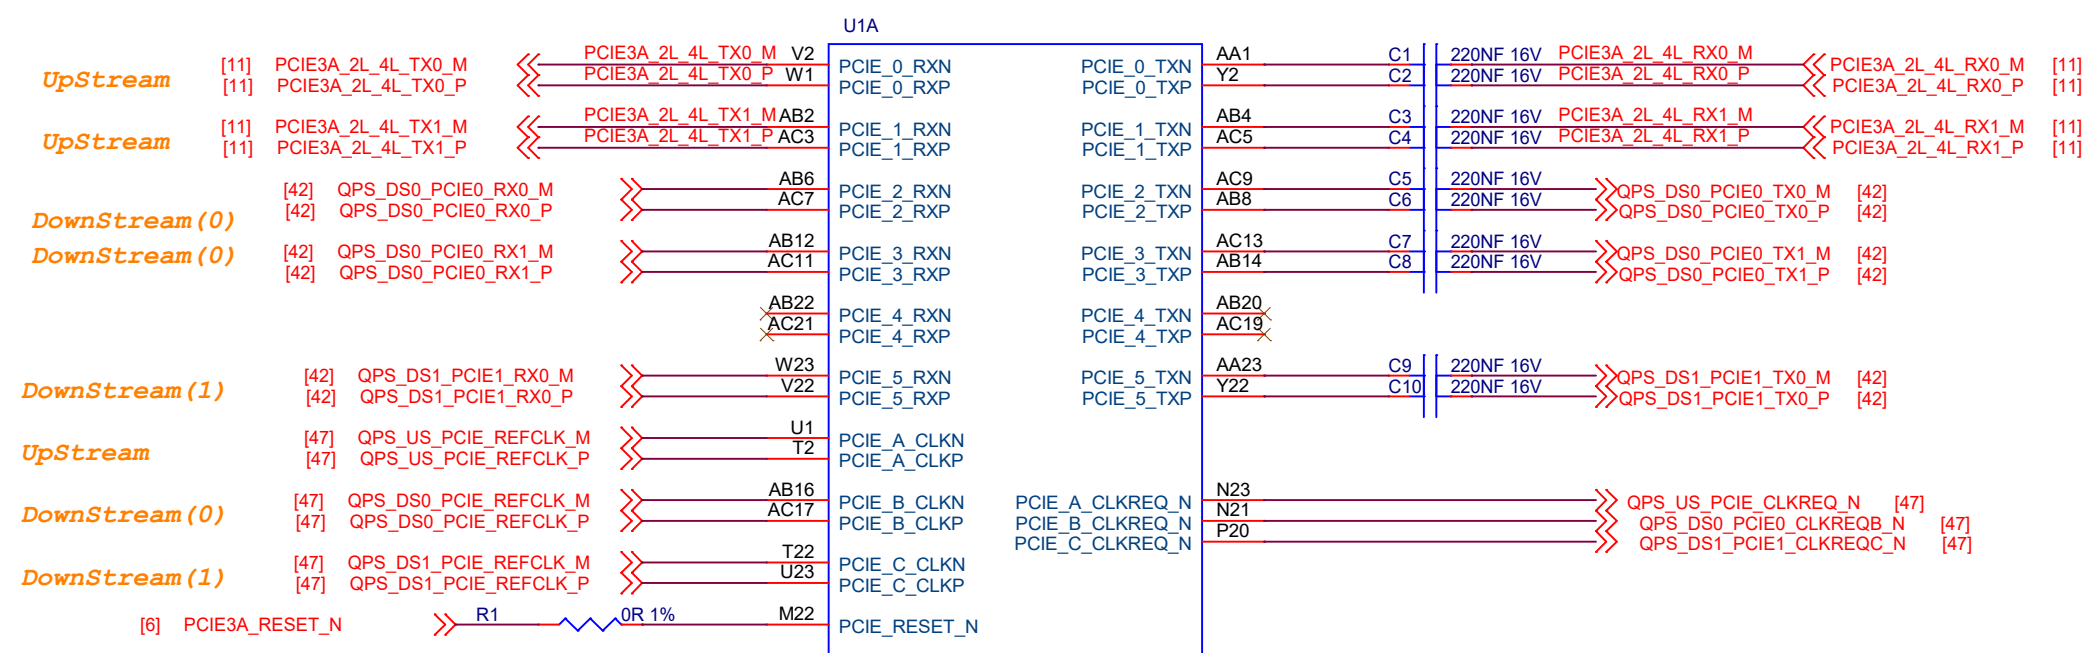 U1A
UpStream [11] PCIE3A_2L_4L_TX0_M PCIE3A_2L_4L_TX0_M V2 PCIE_0_RXN PCIE_0_TXN AA1 C1 220NF 16V PCIE3A_2L_4L_RX0_M PCIE3A_2L_4L_RX0_M [11]
[11] PCIE3A_2L_4L_TX0_P PCIE3A_2L_4L_TX0_P W1 PCIE_0_RXP PCIE_0_TXP Y2 C2 220NF 16V PCIE3A_2L_4L_RX0_P PCIE3A_2L_4L_RX0_P [11]
UpStream [11] PCIE3A_2L_4L_TX1_M PCIE3A_2L_4L_TX1_M AB2 PCIE_1_RXN PCIE_1_TXN AB4 C3 220NF 16V PCIE3A_2L_4L_RX1_M PCIE3A_2L_4L_RX1_M [11]
[11] PCIE3A_2L_4L_TX1_P PCIE3A_2L_4L_TX1_P AC3 PCIE_1_RXP PCIE_1_TXP AC5 C4 220NF 16V PCIE3A_2L_4L_RX1_P PCIE3A_2L_4L_RX1_P [11]
[42] QPS_DS0_PCIE0_RX0_M AB6 PCIE_2_RXN PCIE_2_TXN AC9 C5 220NF 16V QPS_DS0_PCIE0_TX0_M [42]
DownStream(0) [42] QPS_DS0_PCIE0_RX0_P AC7 PCIE_2_RXP PCIE_2_TXP AB8 C6 220NF 16V QPS_DS0_PCIE0_TX0_P [42]
DownStream(0) [42] QPS_DS0_PCIE0_RX1_M AB12 PCIE_3_RXN PCIE_3_TXN AC13 C7 220NF 16V QPS_DS0_PCIE0_TX1_M [42]
[42] QPS_DS0_PCIE0_RX1_P AC11 PCIE_3_RXP PCIE_3_TXP AB14 C8 220NF 16V QPS_DS0_PCIE0_TX1_P [42]
AB22 PCIE_4_RXN PCIE_4_TXN AB20
AC21 PCIE_4_RXP PCIE_4_TXP AC19
DownStream(1) [42] QPS_DS1_PCIE1_RX0_M W23 PCIE_5_RXN PCIE_5_TXN AA23 C9 220NF 16V QPS_DS1_PCIE1_TX0_M [42]
[42] QPS_DS1_PCIE1_RX0_P V22 PCIE_5_RXP PCIE_5_TXP Y22 C10 220NF 16V QPS_DS1_PCIE1_TX0_P [42]
UpStream [47] QPS_US_PCIE_REFCLK_M U1 PCIE_A_CLKN
[47] QPS_US_PCIE_REFCLK_P T2 PCIE_A_CLKP
DownStream(0) [47] QPS_DS0_PCIE_REFCLK_M AB16 PCIE_B_CLKN PCIE_A_CLKREQ_N N23 QPS_US_PCIE_CLKREQ_N [47]
[47] QPS_DS0_PCIE_REFCLK_P AC17 PCIE_B_CLKP PCIE_B_CLKREQ_N N21 QPS_DS0_PCIE0_CLKREQB_N [47]
PCIE_C_CLKREQ_N P20 QPS_DS1_PCIE1_CLKREQC_N [47]
DownStream(1) [47] QPS_DS1_PCIE_REFCLK_M T22 PCIE_C_CLKN
[47] QPS_DS1_PCIE_REFCLK_P U23 PCIE_C_CLKP
[6] PCIE3A_RESET_N R1 0R 1% M22 PCIE_RESET_N